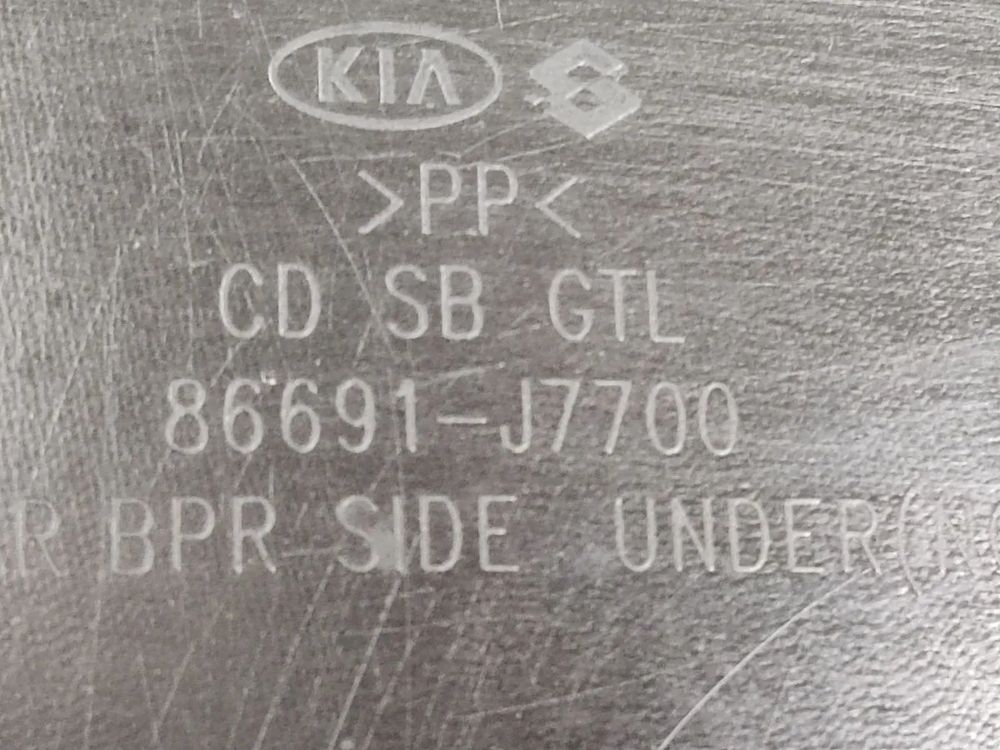 KIA
>PP<
CD SB GTL
86691-J7700
R BPR SIDE UNDER